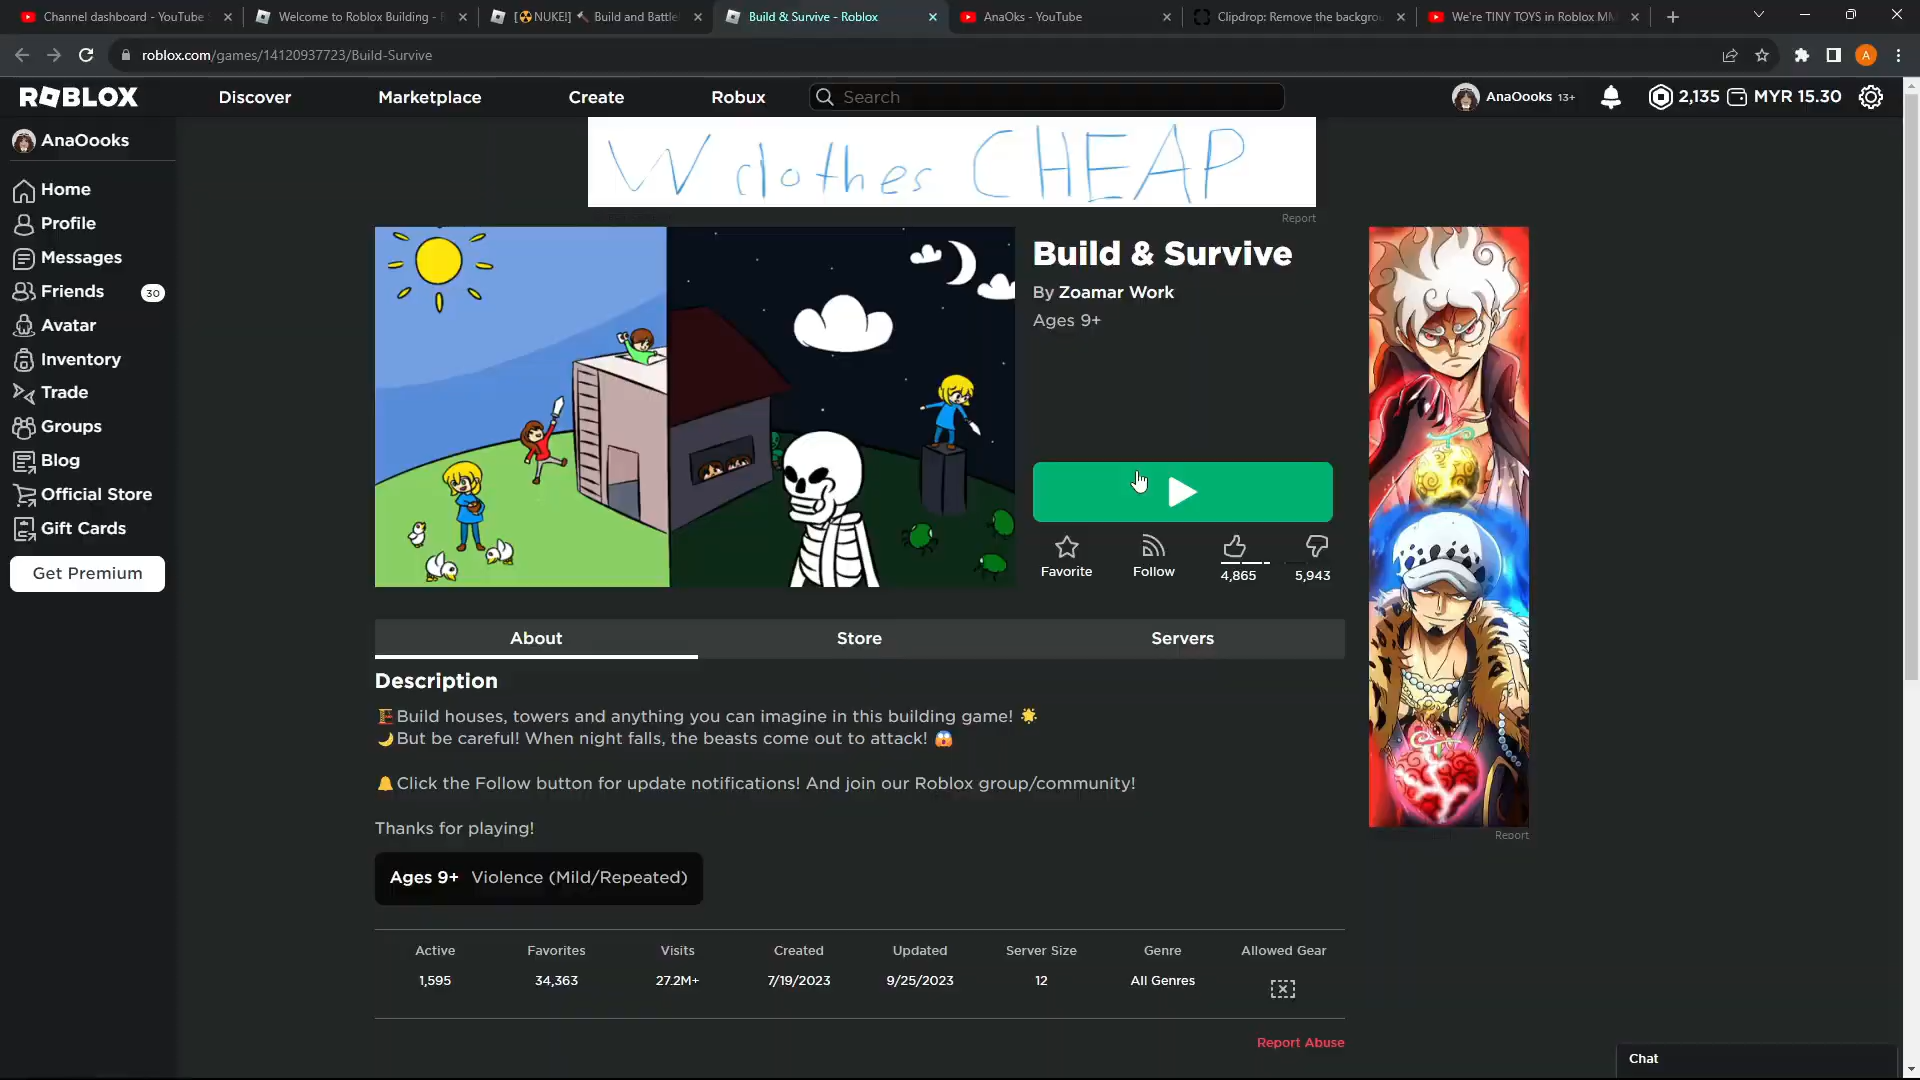 Channel dashboard - YouTube
Welcome to Roblox Building -
[☢NUKE!] 🔨 Build and Battle
Build & Survive - Roblox
AnaOks - YouTube
Clipdrop: Remove the backgrou
We're TINY TOYS in Roblox MM
roblox.com/games/14120937723/Build-Survive
A
ROBLOX
Discover
Marketplace
Create
Robux
Search
AnaOooks 13+
2,135
MYR 15.30
AnaOooks
Home
Profile
Messages
Friends 30
Avatar
Inventory
Trade
Groups
Blog
Official Store
Gift Cards
Get Premium
W clothes CHEAP
Report
Build & Survive
By Zoamar Work
Ages 9+
Favorite
Follow
4,865
5,943
Report
About
Store
Servers
Description
🏗️Build houses, towers and anything you can imagine in this building game! 🌟
🌙But be careful! When night falls, the beasts come out to attack! 😱
🔔Click the Follow button for update notifications! And join our Roblox group/community!
Thanks for playing!
Ages 9+ Violence (Mild/Repeated)
Active Favorites Visits Created Updated Server Size Genre Allowed Gear
1,595 34,363 27.2M+ 7/19/2023 9/25/2023 12 All Genres
Report Abuse
Chat